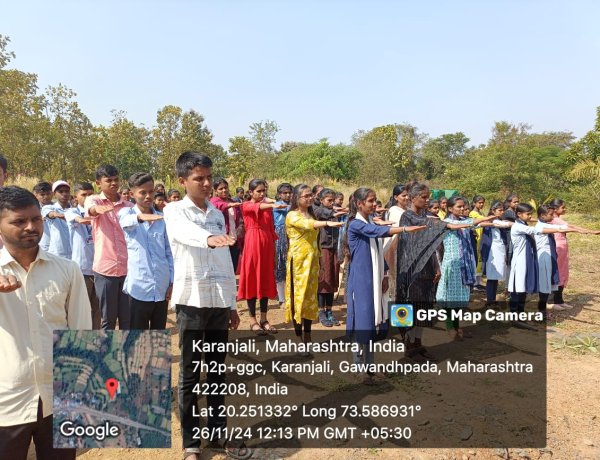 GPS Map Camera
Karanjali, Maharashtra, India
7h2p+ggc, Karanjali, Gawandhpada, Maharashtra
422208, India
Lat 20.251332° Long 73.586931°
26/11/24 12:13 PM GMT +05:30
Google